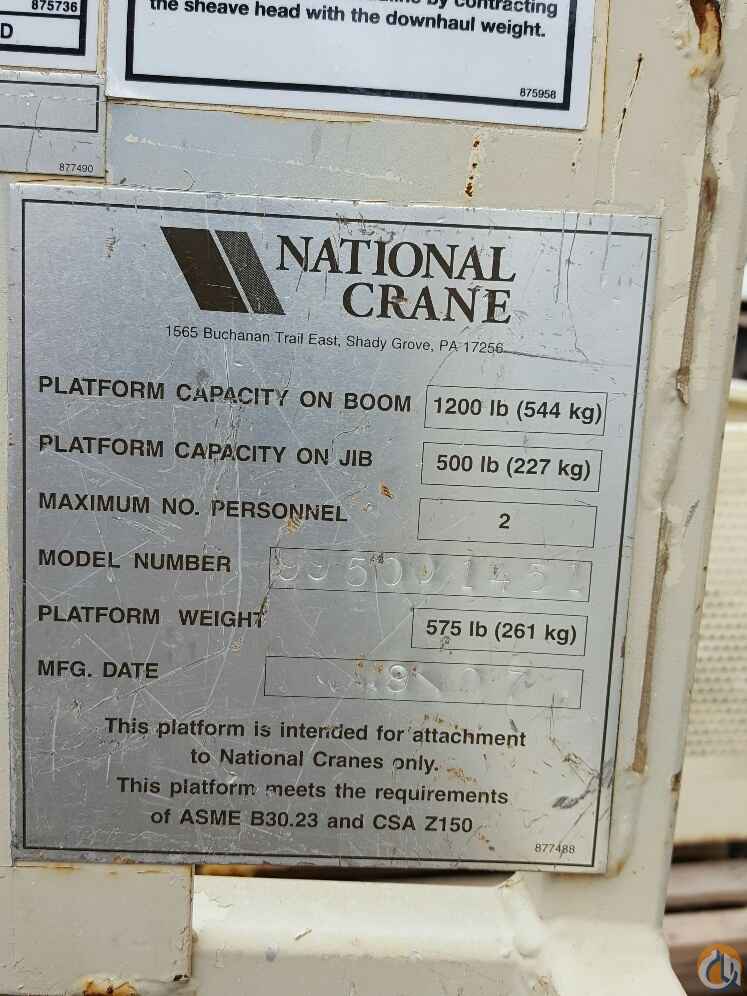 875736
D
by contracting
the sheave head with the downhaul weight.
875958
877490
NATIONAL
CRANE
1565 Buchanan Trail East, Shady Grove, PA 17256
PLATFORM CAPACITY ON BOOM 1200 lb (544 kg)
PLATFORM CAPACITY ON JIB 500 lb (227 kg)
MAXIMUM NO. PERSONNEL 2
MODEL NUMBER
PLATFORM WEIGHT 575 lb (261 kg)
MFG. DATE
This platform is intended for attachment
to National Cranes only.
This platform meets the requirements
of ASME B30.23 and CSA Z150
877488